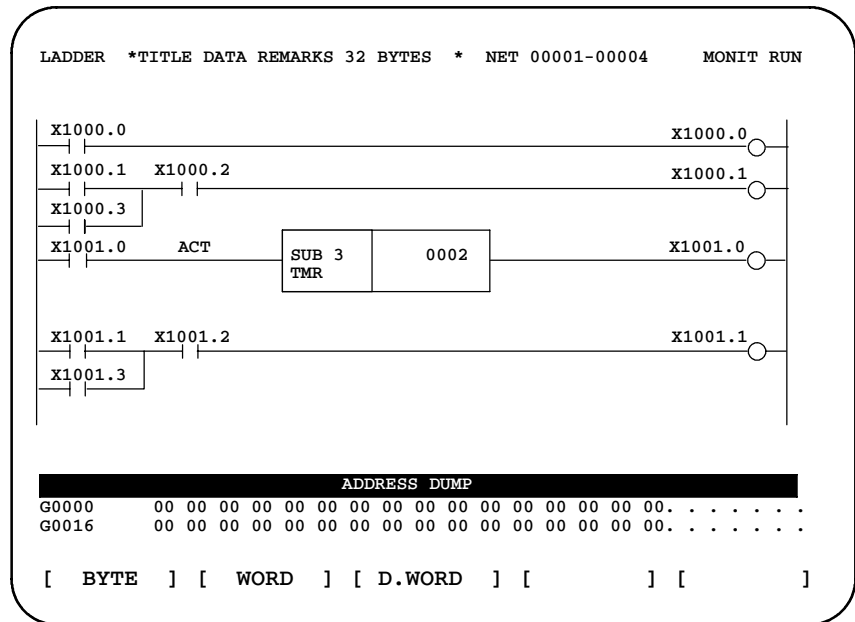 LADDER *TITLE DATA REMARKS 32 BYTES * NET 00001-00004 MONIT RUN
X1000.0 X1000.0
X1000.1 X1000.2 X1000.1
X1000.3
X1001.0 ACT SUB 3 0002 X1001.0
TMR
X1001.1 X1001.2 X1001.1
X1001.3
ADDRESS DUMP
G0000 00 00 00 00 00 00 00 00 00 00 00 00 00 00 00 00. . . . . . .
G0016 00 00 00 00 00 00 00 00 00 00 00 00 00 00 00 00. . . . . . .
[ BYTE ] [ WORD ] [ D.WORD ] [ ] [ ]